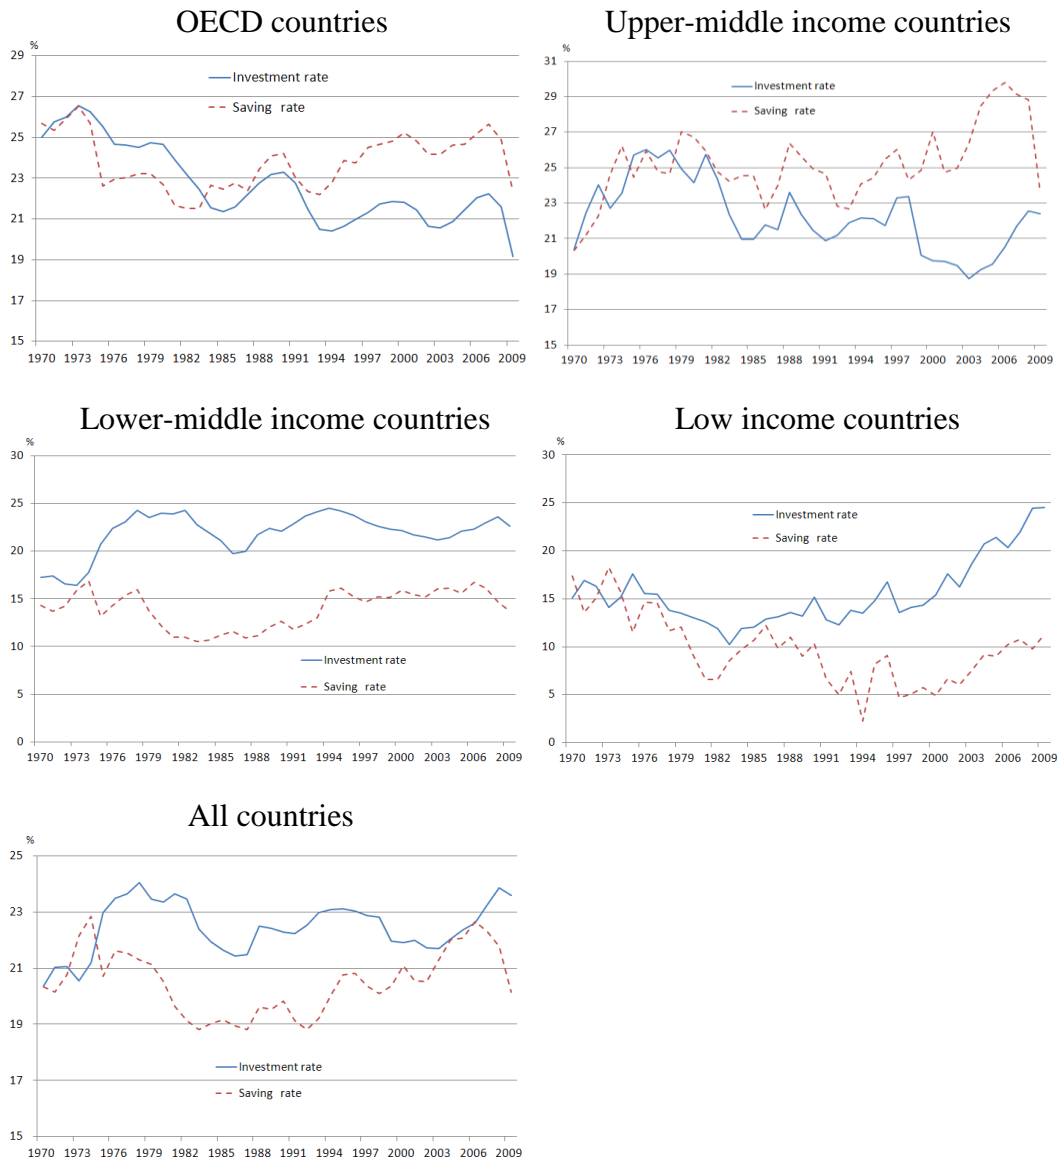 OECD countries
%
29
27
25
23
21
19
17
15
Investment rate
Saving rate
1970 1973 1976 1979 1982 1985 1988 1991 1994 1997 2000 2003 2006 2009
Upper-middle income countries
%
31
29
27
25
23
21
19
17
15
Investment rate
Saving rate
1970 1973 1976 1979 1982 1985 1988 1991 1994 1997 2000 2003 2006 2009
Lower-middle income countries
%
30
25
20
15
10
5
0
Investment rate
Saving rate
1970 1973 1976 1979 1982 1985 1988 1991 1994 1997 2000 2003 2006 2009
Low income countries
%
30
25
20
15
10
5
0
Investment rate
Saving rate
1970 1973 1976 1979 1982 1985 1988 1991 1994 1997 2000 2003 2006 2009
All countries
%
25
23
21
19
17
15
Investment rate
Saving rate
1970 1973 1976 1979 1982 1985 1988 1991 1994 1997 2000 2003 2006 2009